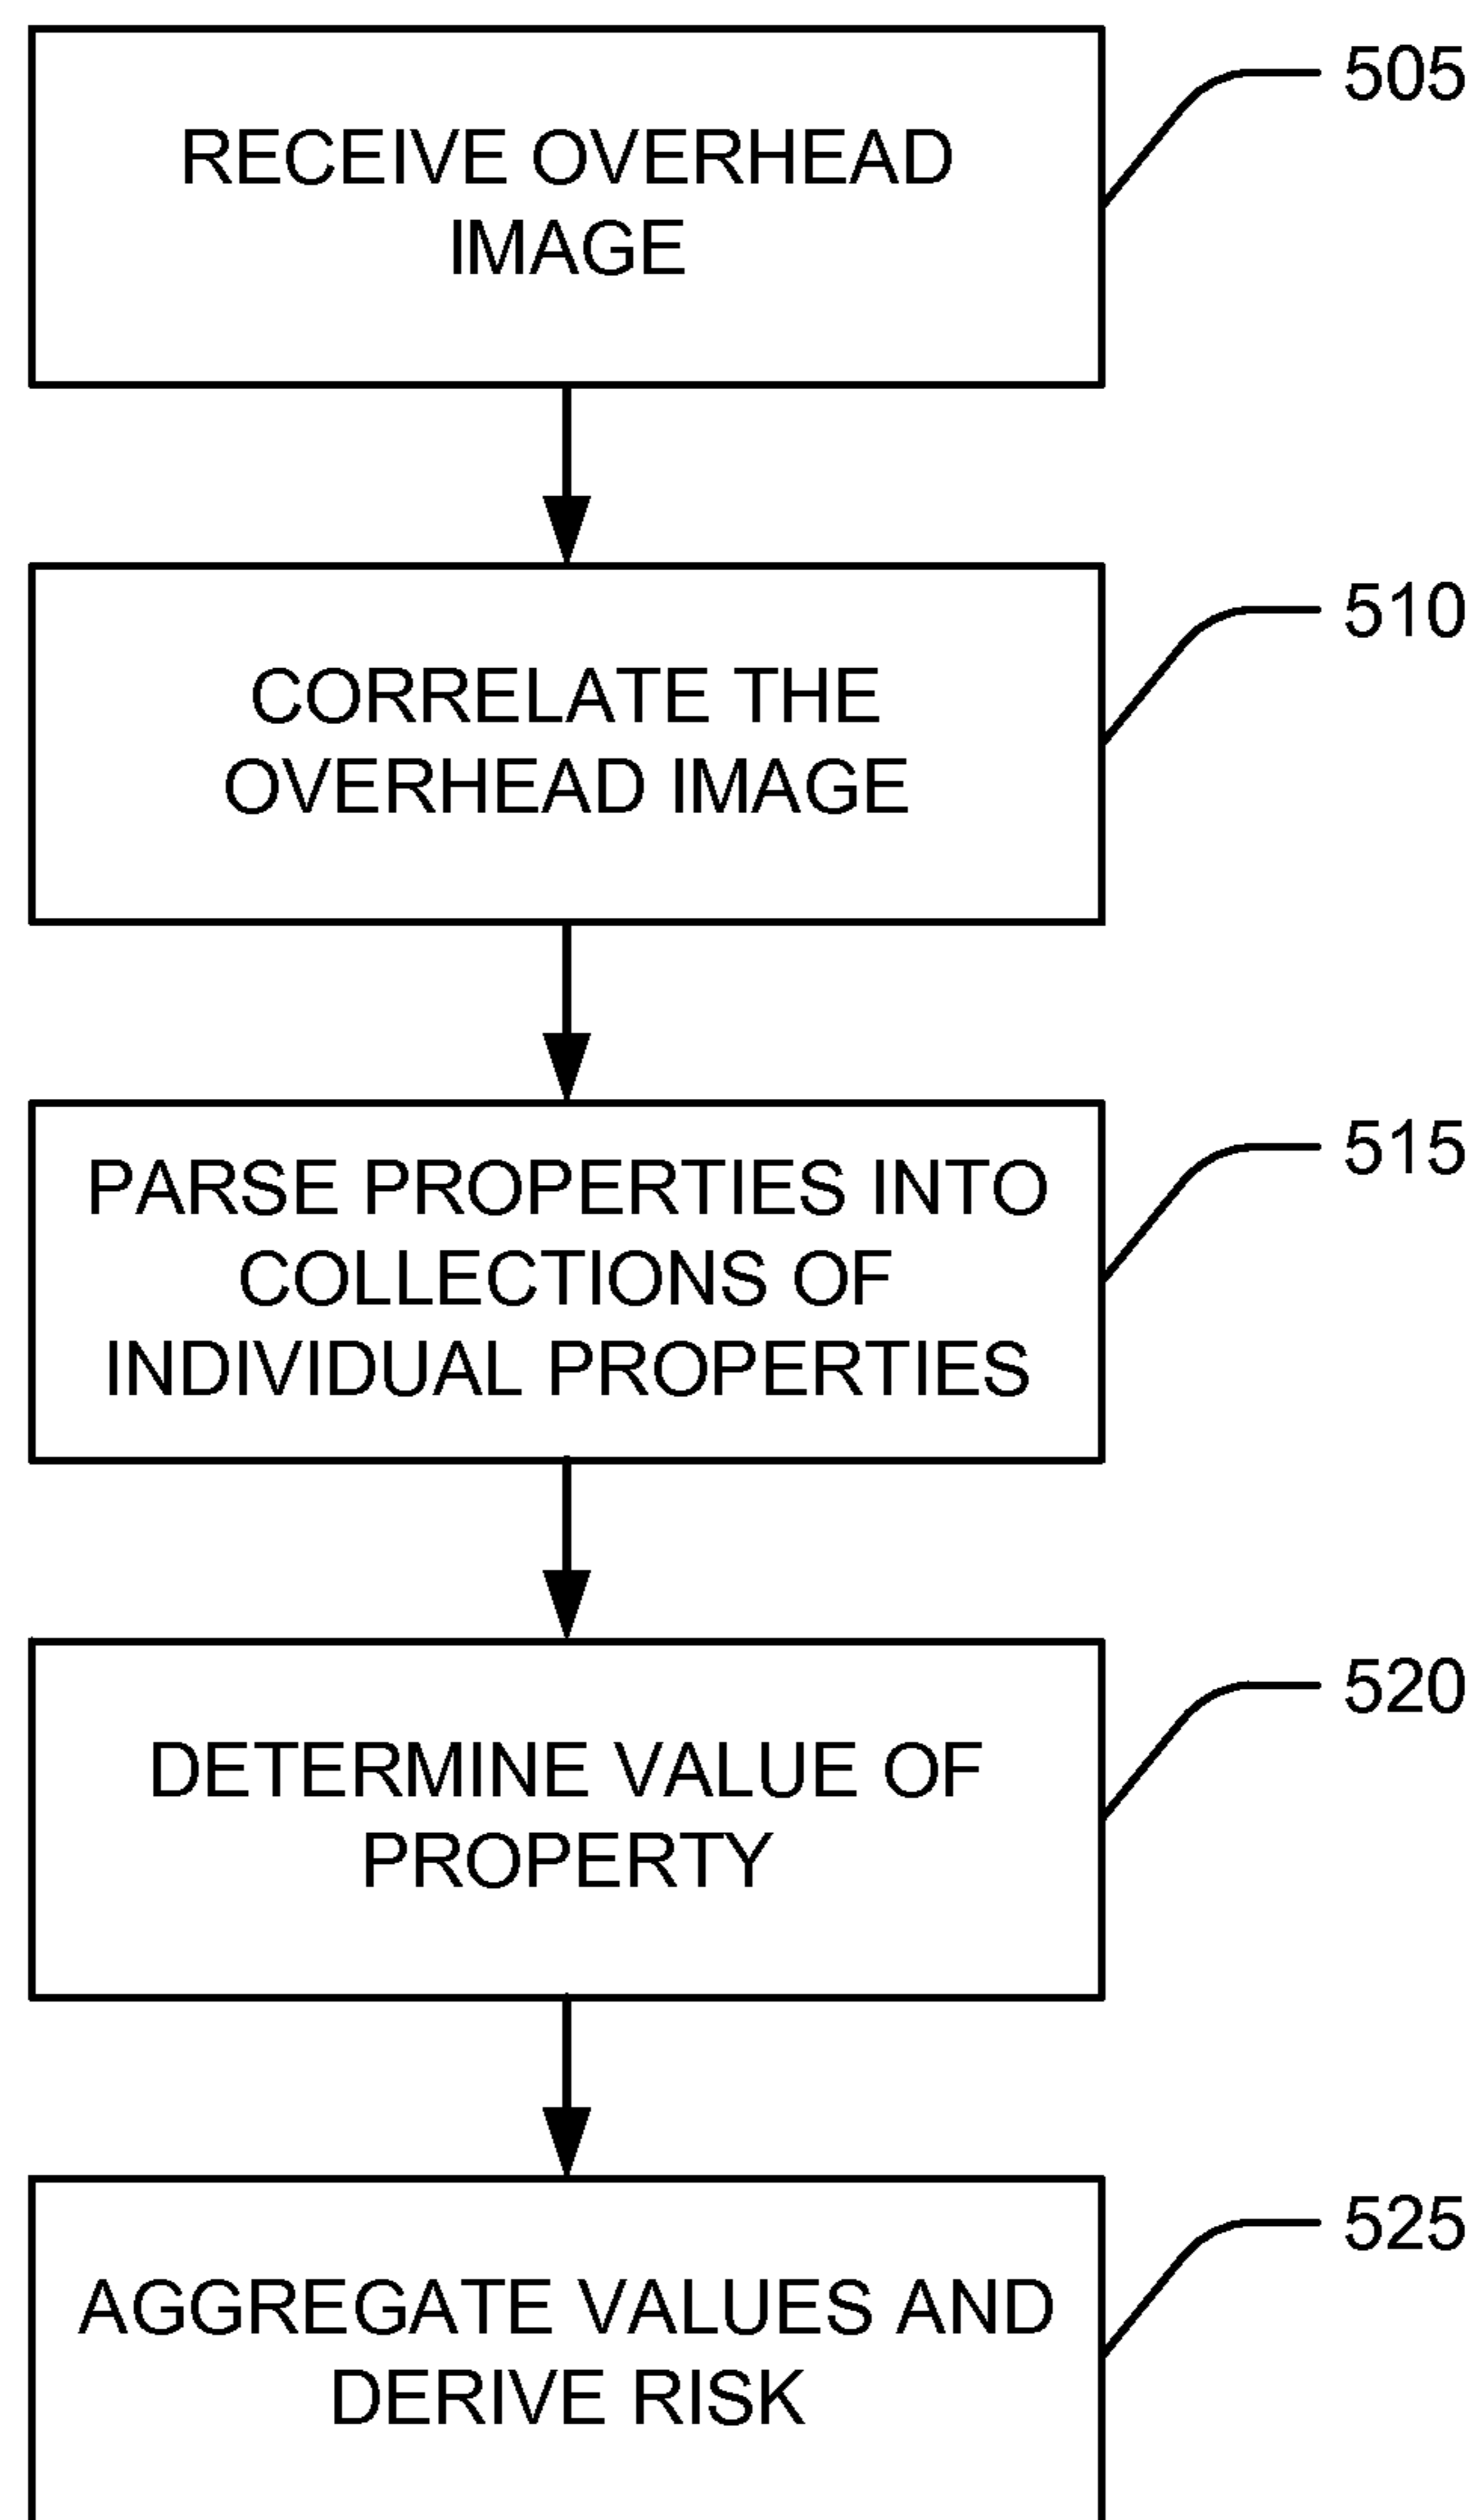 RECEIVE OVERHEAD
IMAGE
505
CORRELATE THE
OVERHEAD IMAGE
510
PARSE PROPERTIES INTO
COLLECTIONS OF
INDIVIDUAL PROPERTIES
515
DETERMINE VALUE OF
PROPERTY
520
AGGREGATE VALUES AND
DERIVE RISK
525